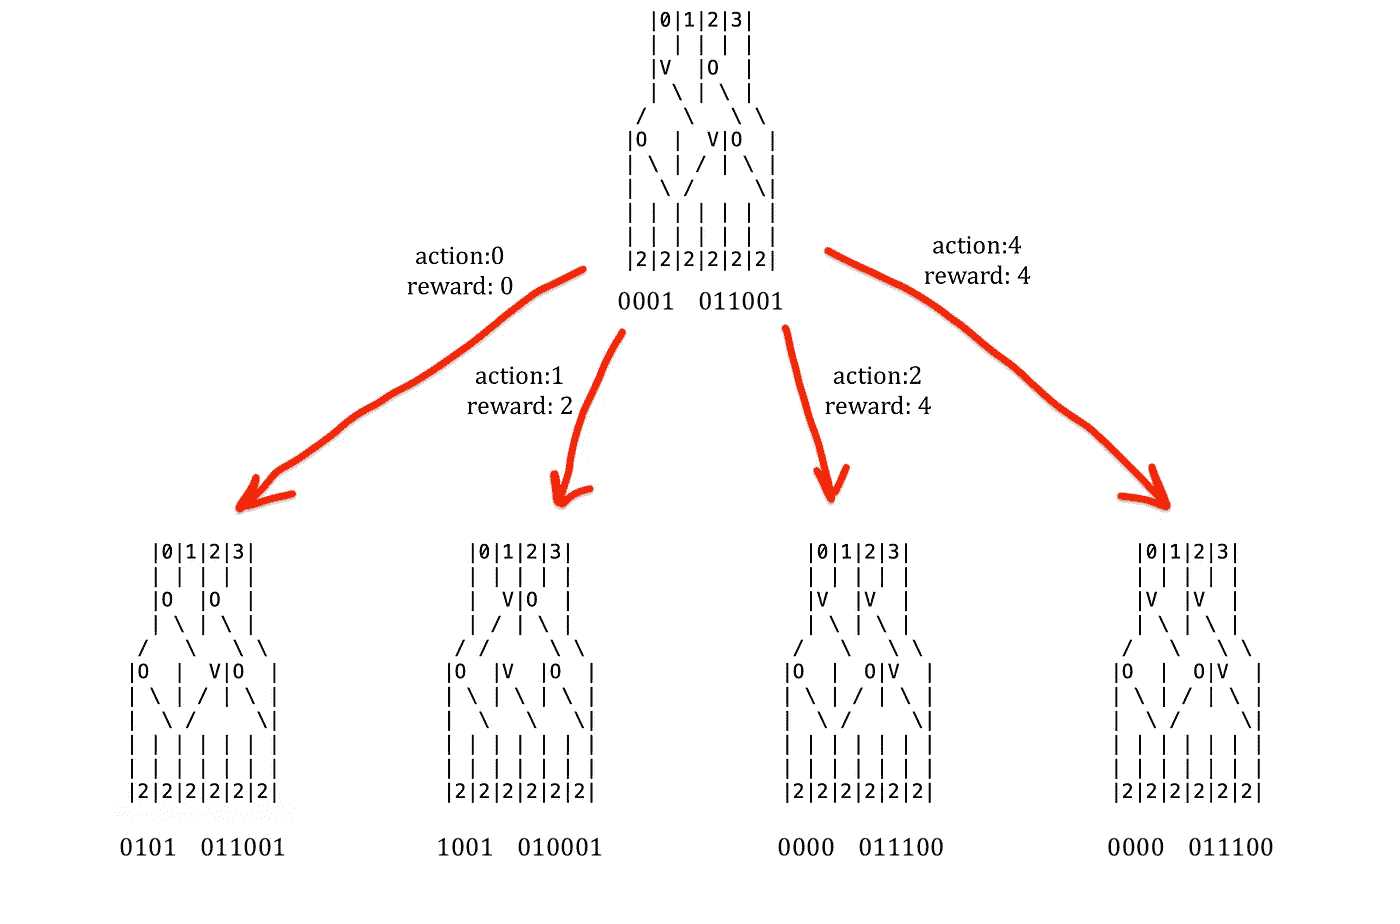 |0|1|2|3|
| | | | |
|V  |O  |
| \ | \ |
/   \   \ \
|O  |  V|O  |
| \ | / | \ |
|  \ /     \|
| | | | | | |
| | | | | | |
|2|2|2|2|2|2|
0001 011001
action:0
reward: 0
action:1
reward: 2
action:2
reward: 4
action:4
reward: 4
|0|1|2|3|
| | | | |
|O  |O  |
| \ | \ |
/   \   \ \
|O  |  V|O  |
| \ | / | \ |
|  \ /     \|
| | | | | | |
| | | | | | |
|2|2|2|2|2|2|
0101 011001
|0|1|2|3|
| | | | |
|  V|O  |
| / | \ |
/ /     \ \
|O  |V  |O  |
| \ | \ | \ |
|  \   \   \|
| | | | | | |
| | | | | | |
|2|2|2|2|2|2|
1001 010001
|0|1|2|3|
| | | | |
|V  |V  |
| \ | \ |
/   \   \ \
|O  |  O|V  |
| \ | / | \ |
|  \ /     \|
| | | | | | |
| | | | | | |
|2|2|2|2|2|2|
0000 011100
|0|1|2|3|
| | | | |
|V  |V  |
| \ | \ |
/   \   \ \
|O  |  O|V  |
| \ | / | \ |
|  \ /     \|
| | | | | | |
| | | | | | |
|2|2|2|2|2|2|
0000 011100